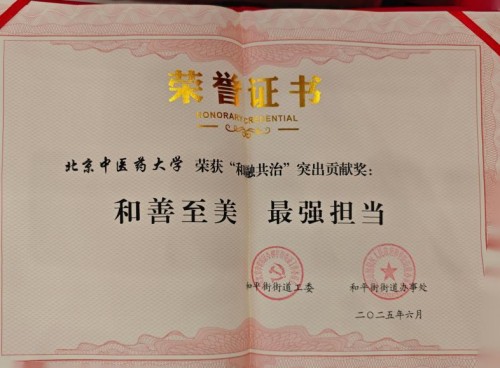 荣誉证书
HONORARY CREDENTIAL
北京中医药大学 荣获“和融共治”突出贡献奖：
和善至美 最强担当
和平街街道工委 和平街街道办事处
二〇二五年六月